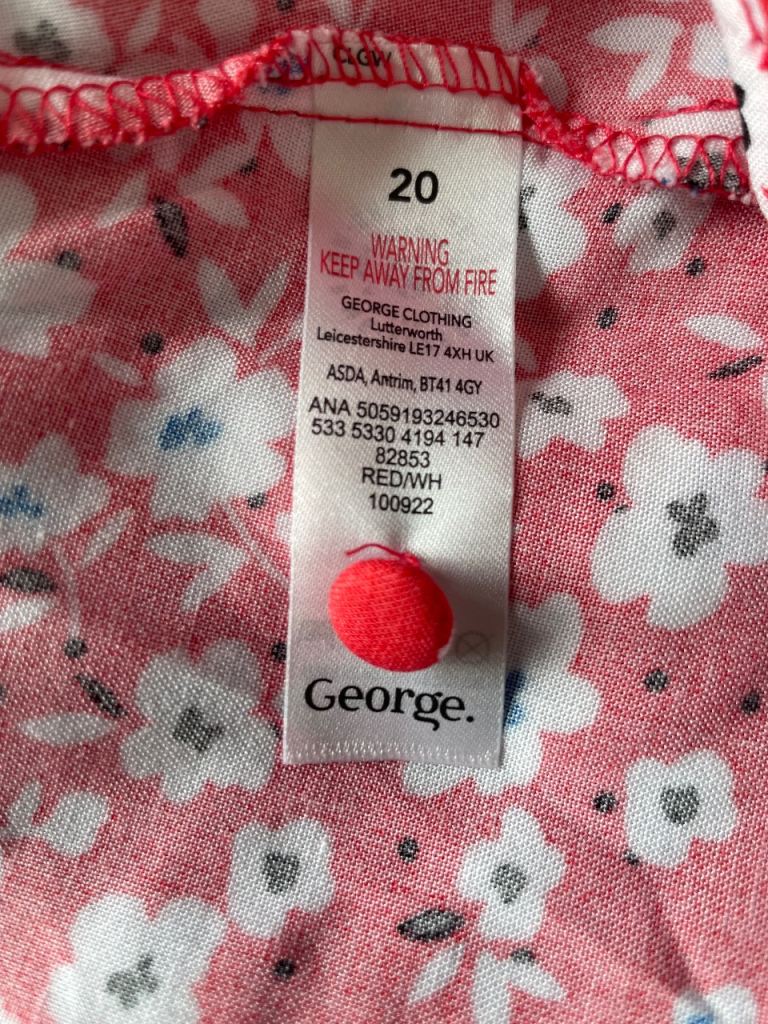 20
WARNING
KEEP AWAY FROM FIRE
GEORGE CLOTHING
Lutterworth
Leicestershire LE17 4XH UK
ASDA, Antrim, BT41 4GY
ANA 5059193246530
533 5330 4194 147
82853
RED/WH
100922
George.